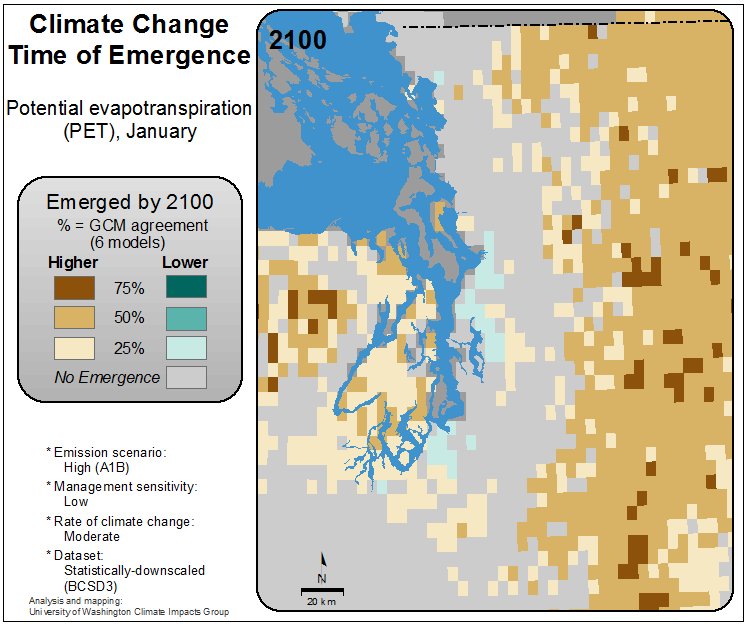 Climate Change
Time of Emergence
Potential evapotranspiration
(PET), January
Emerged by 2100
% = GCM agreement
(6 models)
Higher Lower
75%
50%
25%
No Emergence
* Emission scenario:
High (A1B)
* Management sensitivity:
Low
* Rate of climate change:
Moderate
* Dataset:
Statistically-downscaled
(BCSD3)
Analysis and mapping:
University of Washington Climate Impacts Group
2100
N
20 km